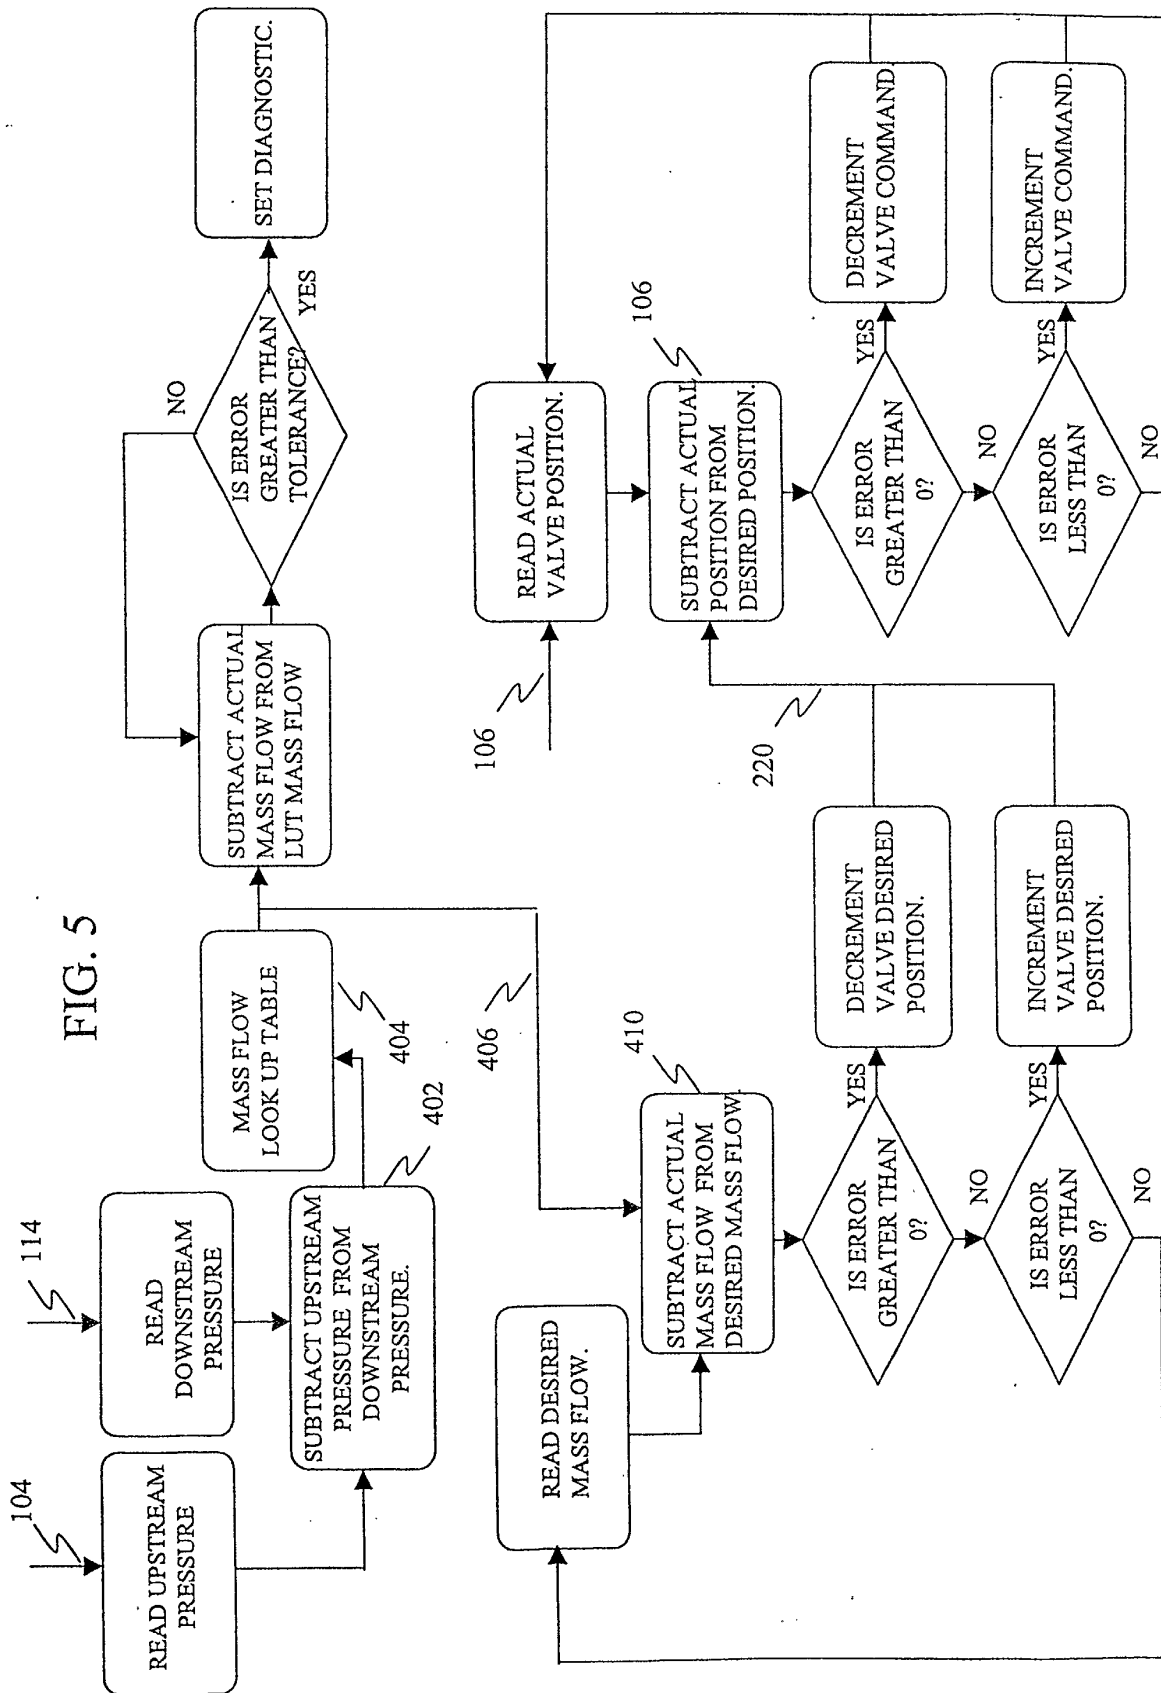 FIG. 5
104
114
READ UPSTREAM
PRESSURE
READ
DOWNSTREAM
PRESSURE
SUBTRACT UPSTREAM
PRESSURE FROM
DOWNSTREAM
PRESSURE.
402
MASS FLOW
LOOK UP TABLE
404
406
SUBTRACT ACTUAL
MASS FLOW FROM
LUT MASS FLOW
IS ERROR
GREATER THAN
TOLERANCE?
NO
YES
SET DIAGNOSTIC.
READ DESIRED
MASS FLOW.
SUBTRACT ACTUAL
MASS FLOW FROM
DESIRED MASS FLOW.
410
IS ERROR
GREATER THAN
0?
YES
NO
DECREMENT
VALVE DESIRED
POSITION.
IS ERROR
LESS THAN
0?
YES
NO
INCREMENT
VALVE DESIRED
POSITION.
220
106
READ ACTUAL
VALVE POSITION.
SUBTRACT ACTUAL
POSITION FROM
DESIRED POSITION.
106
IS ERROR
GREATER THAN
0?
YES
NO
DECREMENT
VALVE COMMAND.
IS ERROR
LESS THAN
0?
YES
NO
INCREMENT
VALVE COMMAND.